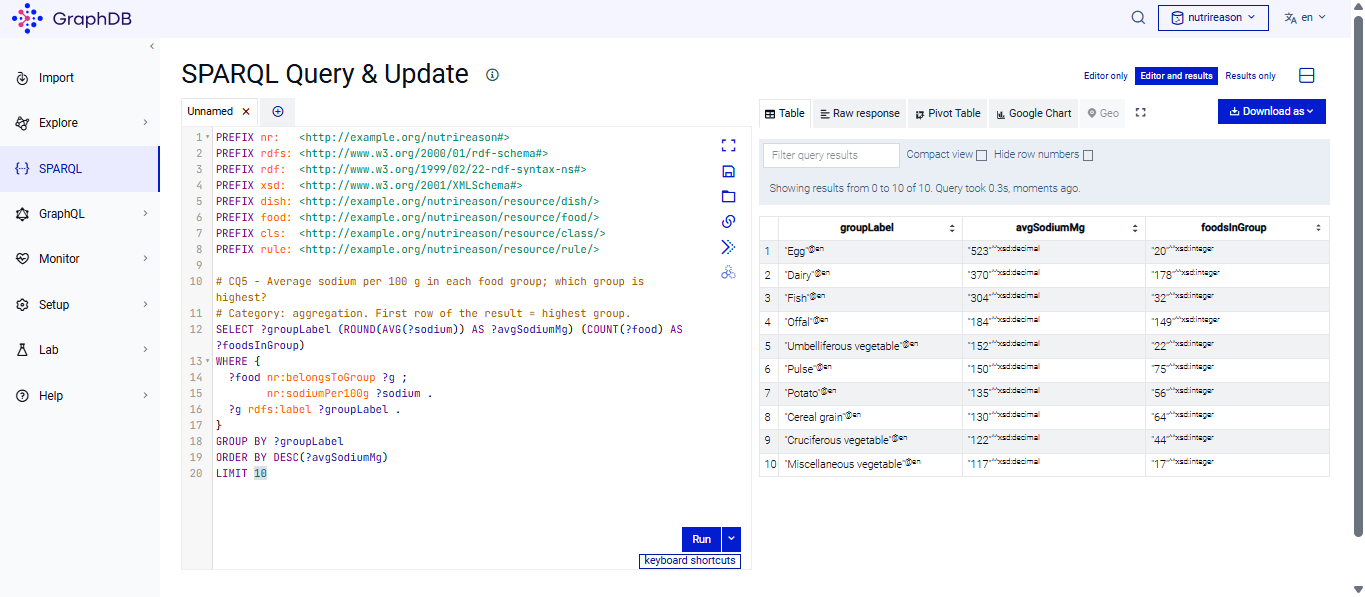 GraphDB
nutrireason
en
Import
Explore
SPARQL
GraphQL
Monitor
Setup
Lab
Help
SPARQL Query & Update
Editor only
Editor and results
Results only
Unnamed
1 PREFIX nr:   <http://example.org/nutrireason#>
2 PREFIX rdfs: <http://www.w3.org/2000/01/rdf-schema#>
3 PREFIX rdf:  <http://www.w3.org/1999/02/22-rdf-syntax-ns#>
4 PREFIX xsd:  <http://www.w3.org/2001/XMLSchema#>
5 PREFIX dish: <http://example.org/nutrireason/resource/dish/>
6 PREFIX food: <http://example.org/nutrireason/resource/food/>
7 PREFIX cls:  <http://example.org/nutrireason/resource/class/>
8 PREFIX rule: <http://example.org/nutrireason/resource/rule/>
9
10 # CQ5 - Average sodium per 100 g in each food group; which group is
highest?
11 # Category: aggregation. First row of the result = highest group.
12 SELECT ?groupLabel (ROUND(AVG(?sodium)) AS ?avgSodiumMg) (COUNT(?food) AS
?foodsInGroup)
13 WHERE {
14   ?food nr:belongsToGroup ?g ;
15         nr:sodiumPer100g ?sodium .
16   ?g rdfs:label ?groupLabel .
17 }
18 GROUP BY ?groupLabel
19 ORDER BY DESC(?avgSodiumMg)
20 LIMIT 10
Run
keyboard shortcuts
Table
Raw response
Pivot Table
Google Chart
Geo
Download as
Filter query results
Compact view
Hide row numbers
Showing results from 0 to 10 of 10. Query took 0.3s, moments ago.
groupLabel avgSodiumMg foodsInGroup
1 "Egg"@en "523"^^xsd:decimal "20"^^xsd:integer
2 "Dairy"@en "370"^^xsd:decimal "178"^^xsd:integer
3 "Fish"@en "304"^^xsd:decimal "32"^^xsd:integer
4 "Offal"@en "184"^^xsd:decimal "149"^^xsd:integer
5 "Umbelliferous vegetable"@en "152"^^xsd:decimal "22"^^xsd:integer
6 "Pulse"@en "150"^^xsd:decimal "75"^^xsd:integer
7 "Potato"@en "135"^^xsd:decimal "56"^^xsd:integer
8 "Cereal grain"@en "130"^^xsd:decimal "64"^^xsd:integer
9 "Cruciferous vegetable"@en "122"^^xsd:decimal "44"^^xsd:integer
10 "Miscellaneous vegetable"@en "117"^^xsd:decimal "17"^^xsd:integer